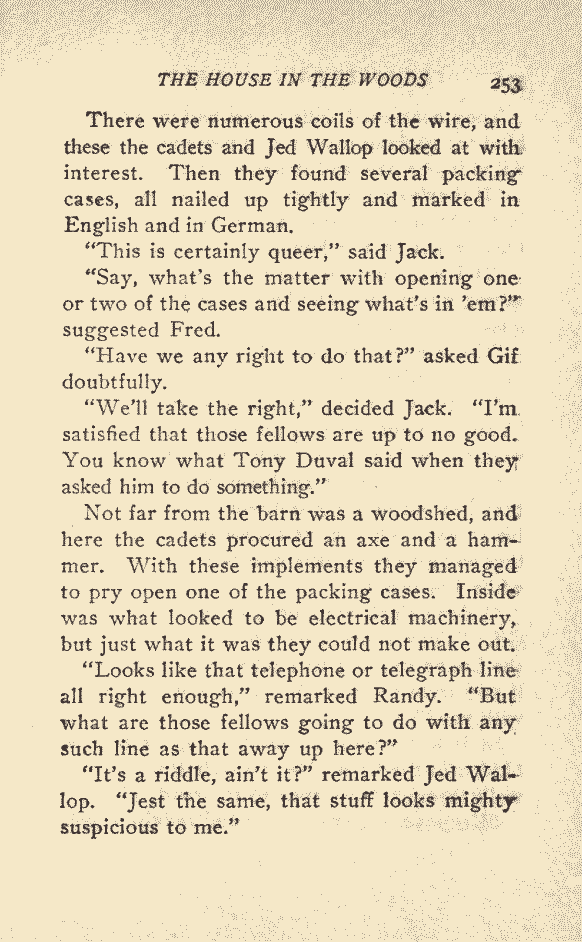 THE HOUSE IN THE WOODS 253
There were numerous coils of the wire, and
these the cadets and Jed Wallop looked at with
interest. Then they found several packing
cases, all nailed up tightly and marked in
English and in German.
“This is certainly queer,” said Jack.
“Say, what’s the matter with opening one
or two of the cases and seeing what’s in ’em?”
suggested Fred.
“Have we any right to do that?” asked Gif
doubtfully.
“We’ll take the right,” decided Jack. “I’m
satisfied that those fellows are up to no good.
You know what Tony Duval said when they
asked him to do something.”
Not far from the barn was a woodshed, and
here the cadets procured an axe and a ham-
mer. With these implements they managed
to pry open one of the packing cases. Inside
was what looked to be electrical machinery,
but just what it was they could not make out.
“Looks like that telephone or telegraph line
all right enough,” remarked Randy. “But
what are those fellows going to do with any
such line as that away up here?”
“It’s a riddle, ain’t it?” remarked Jed Wal-
lop. “Jest the same, that stuff looks mighty
suspicious to me.”